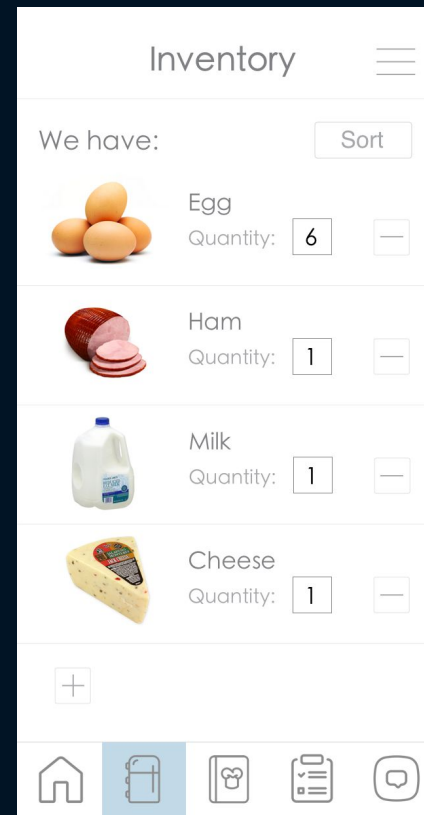 Inventory
We have:
Sort
Egg
Quantity: 6
Ham
Quantity: 1
Milk
Quantity: 1
Cheese
Quantity: 1